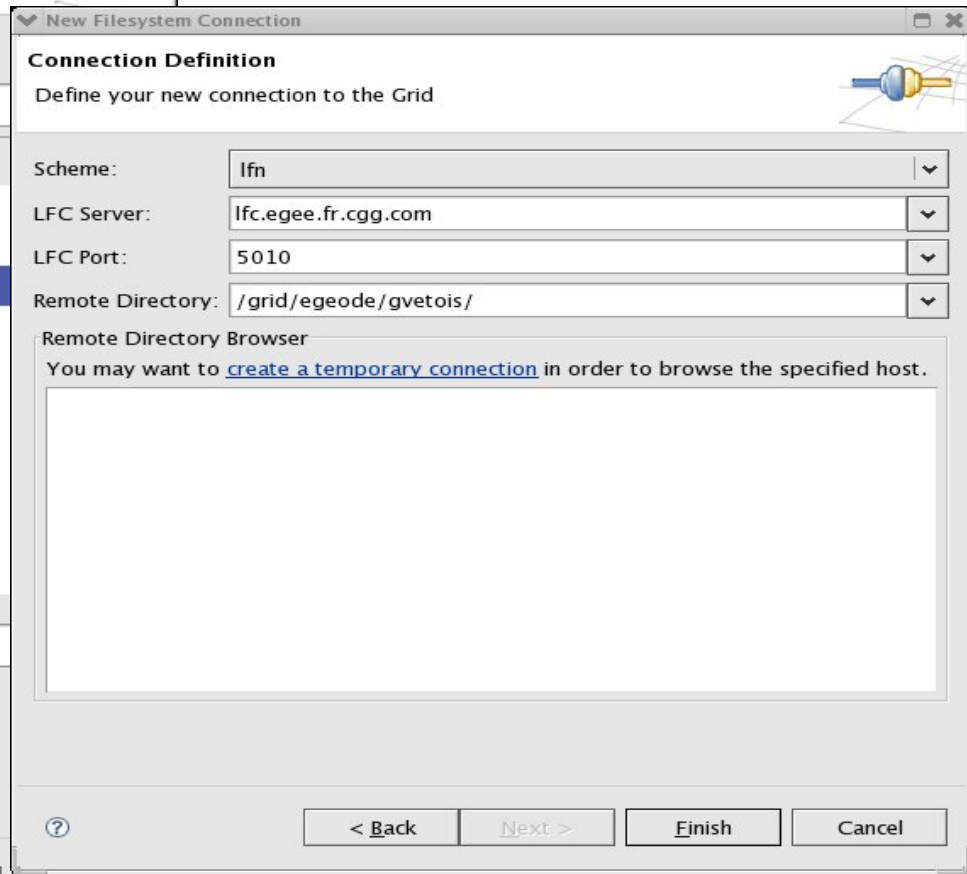 New Filesystem Connection
Connection Definition
Define your new connection to the Grid
Scheme: lfn
LFC Server: lfc.egee.fr.cgg.com
LFC Port: 5010
Remote Directory: /grid/egeode/gvetois/
Remote Directory Browser
You may want to create a temporary connection in order to browse the specified host.
? < Back Next > Finish Cancel